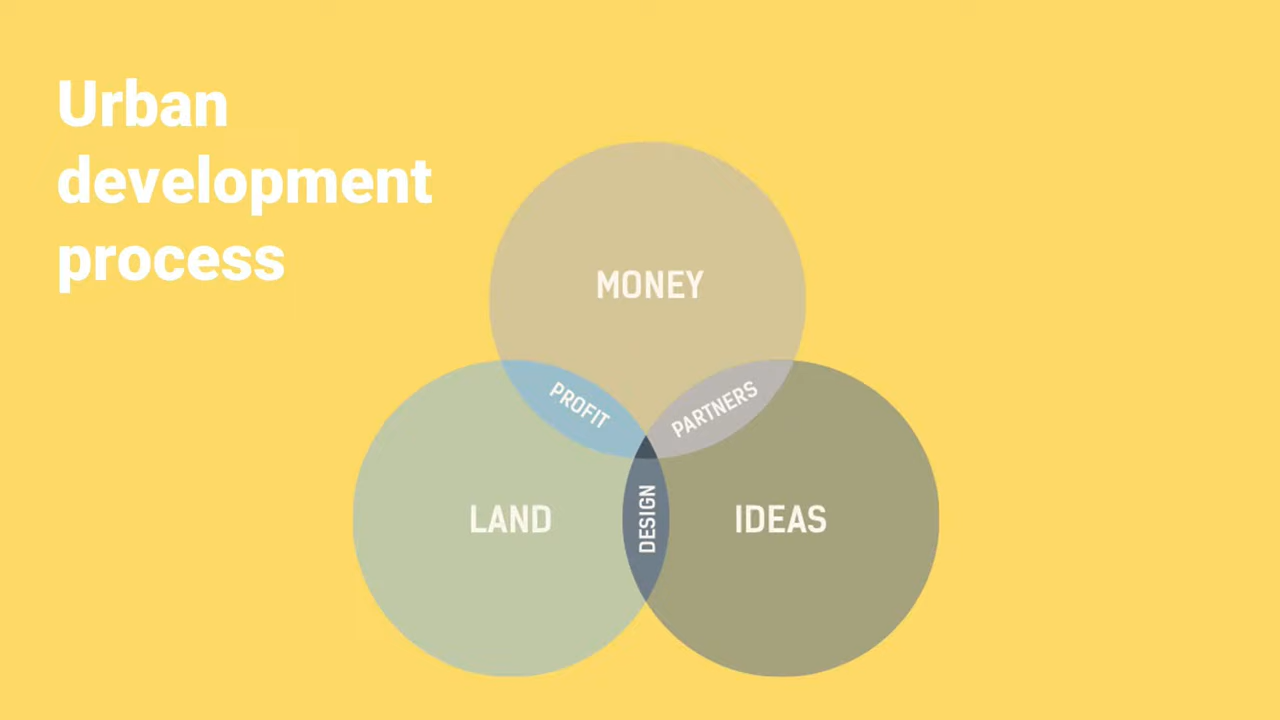 Urban
development
process
MONEY
PROFIT
PARTNERS
LAND
DESIGN
IDEAS